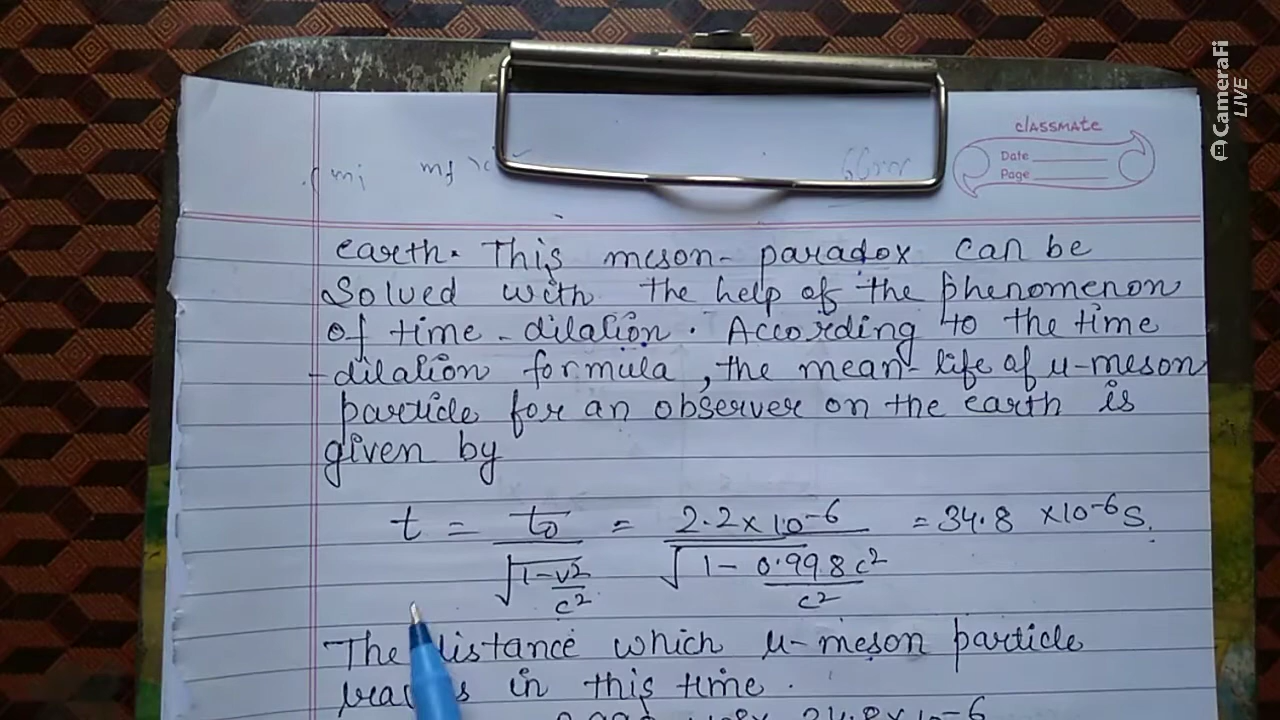 CameraFi
LIVE
classmate
Date
Page
mi mf
earth. This meson-paradox can be
Solved with the help of the phenomenon
of time-dilation. According to the time
-dilation formula, the mean-life of μ-meson
particle for an observer on the earth is
given by
t = t₀/√(1-v²/c²) = 2.2×10⁻⁶/√(1-0.998c²/c²) = 34.8 ×10⁻⁶s.
The distance which μ-meson particle
in this time.